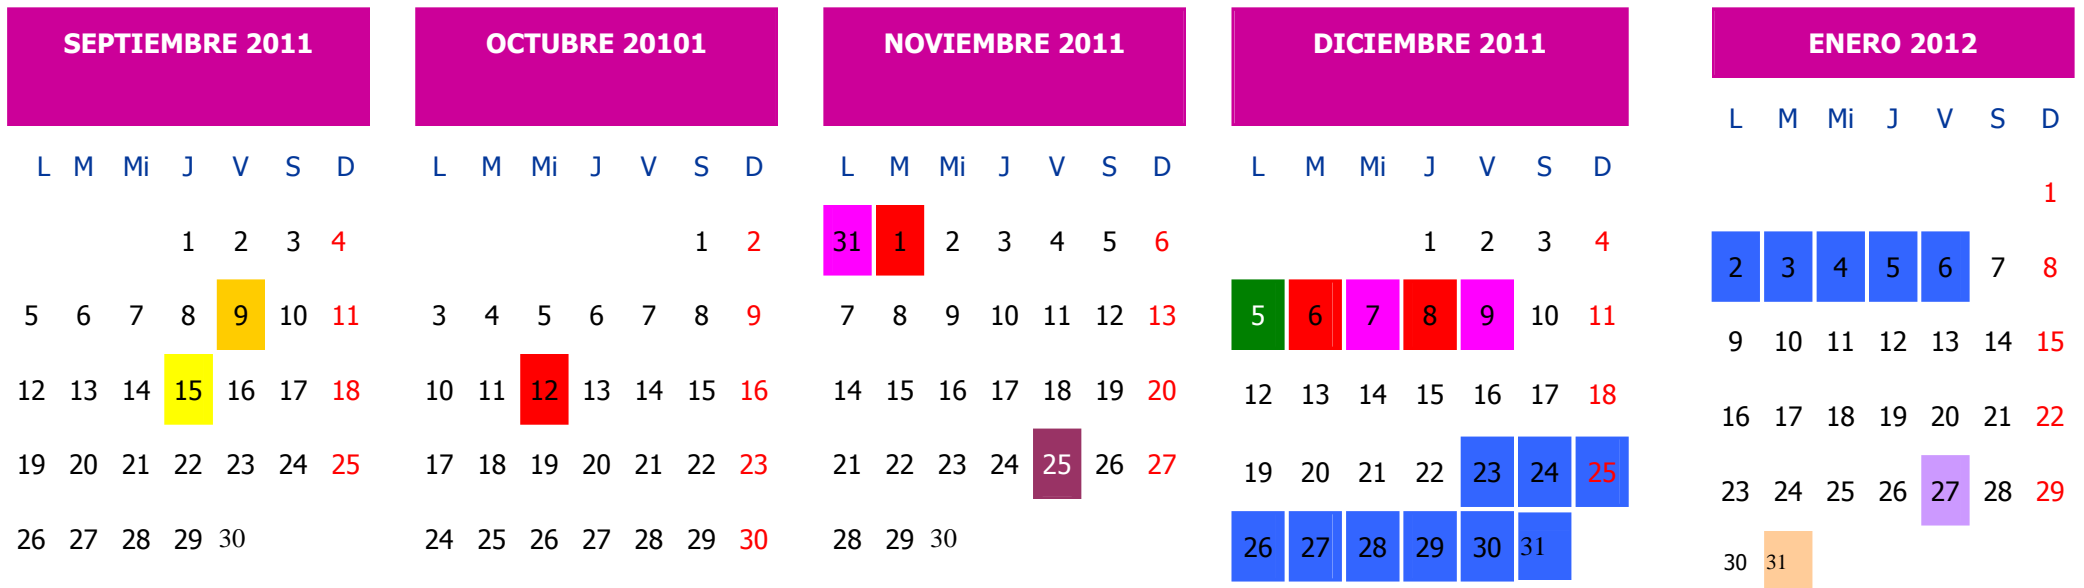 SEPTIEMBRE 2011
L M Mi J V S D
1 2 3 4
5 6 7 8 9 10 11
12 13 14 15 16 17 18
19 20 21 22 23 24 25
26 27 28 29 30
OCTUBRE 20101
L M Mi J V S D
1 2
3 4 5 6 7 8 9
10 11 12 13 14 15 16
17 18 19 20 21 22 23
24 25 26 27 28 29 30
NOVIEMBRE 2011
L M Mi J V S D
31 1 2 3 4 5 6
7 8 9 10 11 12 13
14 15 16 17 18 19 20
21 22 23 24 25 26 27
28 29 30
DICIEMBRE 2011
L M Mi J V S D
1 2 3 4
5 6 7 8 9 10 11
12 13 14 15 16 17 18
19 20 21 22 23 24 25
26 27 28 29 30 31
ENERO 2012
L M Mi J V S D
1
2 3 4 5 6 7 8
9 10 11 12 13 14 15
16 17 18 19 20 21 22
23 24 25 26 27 28 29
30 31